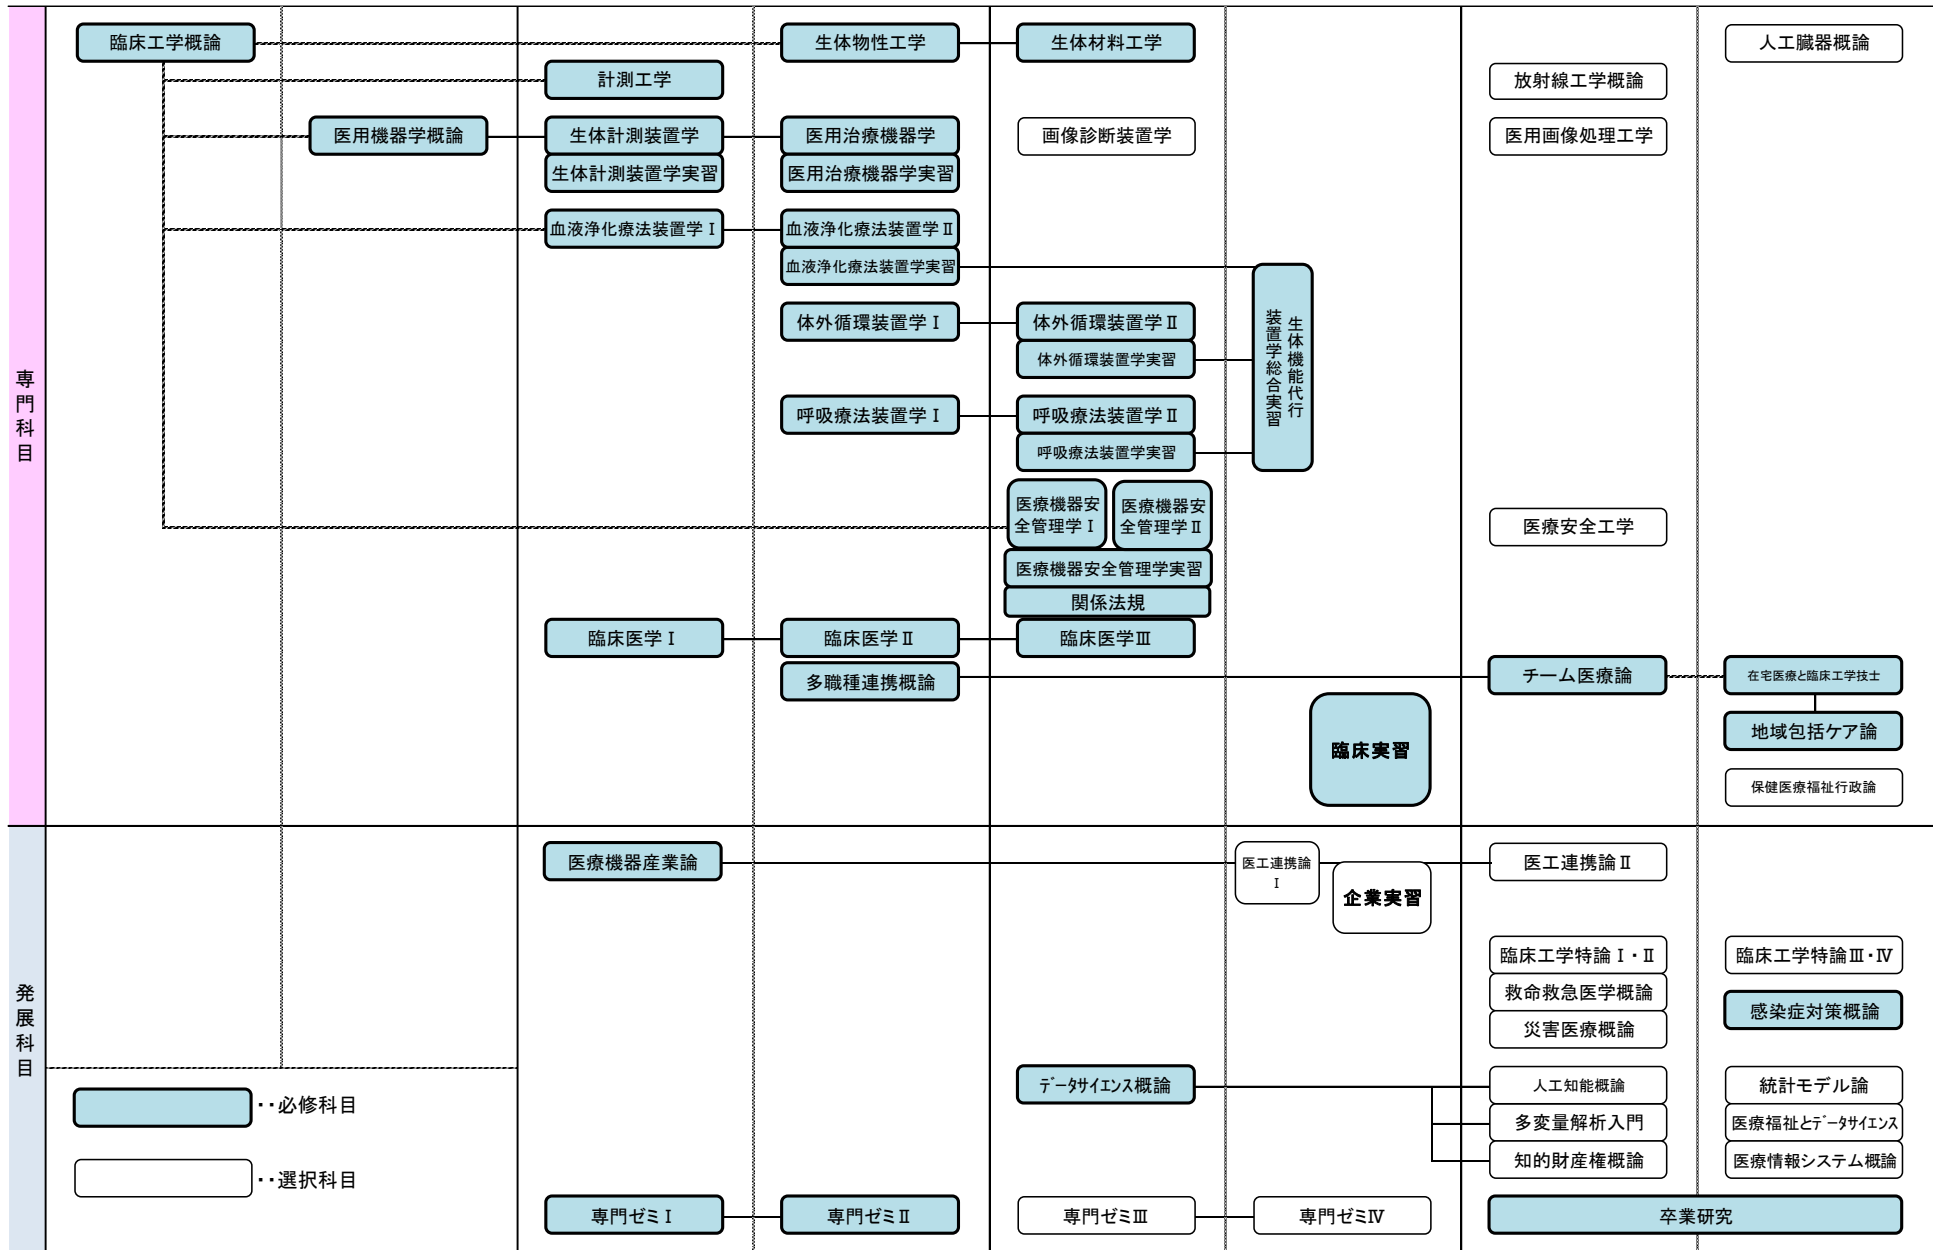 専門科目
臨床工学概論
生体物性工学
生体材料工学
人工臓器概論
計測工学
放射線工学概論
医用機器学概論
生体計測装置学
医用治療機器学
画像診断装置学
医用画像処理工学
生体計測装置学実習
医用治療機器学実習
血液浄化療法装置学Ⅰ
血液浄化療法装置学Ⅱ
血液浄化療法装置学実習
生体機能代行
装置学総合実習
体外循環装置学Ⅰ
体外循環装置学Ⅱ
体外循環装置学実習
呼吸療法装置学Ⅰ
呼吸療法装置学Ⅱ
呼吸療法装置学実習
医療機器安
全管理学Ⅰ
医療機器安
全管理学Ⅱ
医療安全工学
医療機器安全管理学実習
関係法規
臨床医学Ⅰ
臨床医学Ⅱ
臨床医学Ⅲ
多職種連携概論
チーム医療論
在宅医療と臨床工学技士
臨床実習
地域包括ケア論
保健医療福祉行政論
発展科目
医療機器産業論
医工連携論
Ⅰ
企業実習
医工連携論Ⅱ
臨床工学特論Ⅰ・Ⅱ
臨床工学特論Ⅲ・Ⅳ
救命救急医学概論
感染症対策概論
災害医療概論
データサイエンス概論
人工知能概論
統計モデル論
・・必修科目
多変量解析入門
医療福祉とデータサイエンス
知的財産権概論
医療情報システム概論
・・選択科目
専門ゼミⅠ
専門ゼミⅡ
専門ゼミⅢ
専門ゼミⅣ
卒業研究